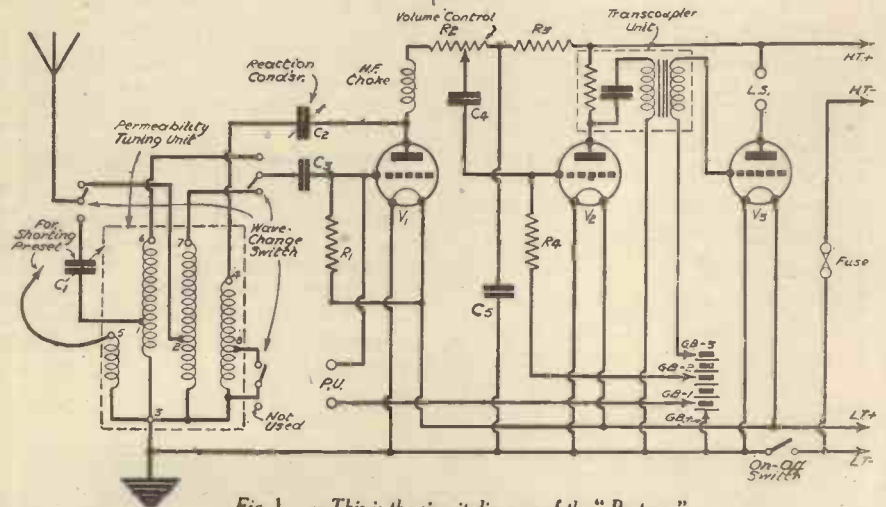 Volume Control
R2
R3
Transcoupler
Unit
HT+
HT-
Reaction
Condsr.
H.F.
Choke
L.S.
C2
C4
Permeability
Tuning Unit
C3
V1
V2
V3
For
Shorting
Preset
Wave-
Change
Switch
R1
R4
Fuse
C1
6
7
4
C5
5
1
2
8
3
P.U.
Not
Used
GB-3
GB-2
GB-1
GB+
LT+
LT-
On-Off
Switch
Fig. 1.
This is the circuit diagram of the